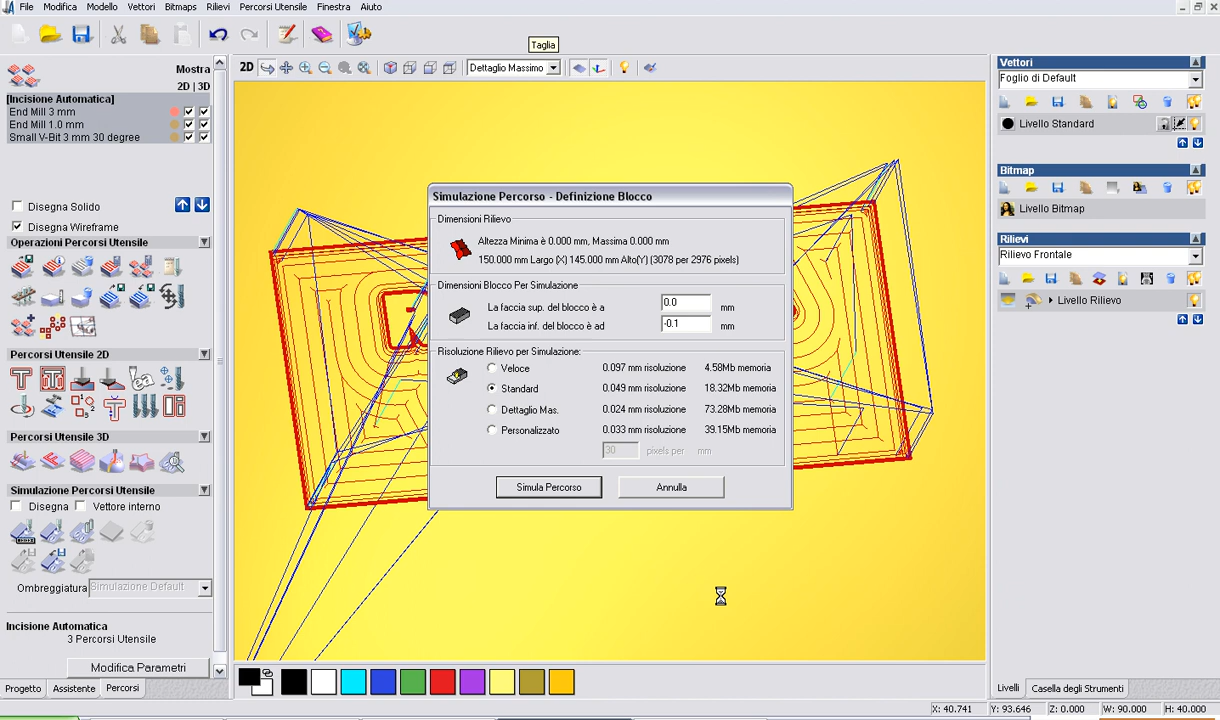 File Modifica Modello Vettori Bitmaps Rilievi Percorsi Utensile Finestra Aiuto
Taglia
2D Dettaglio Massimo
Mostra
2D | 3D
[Incisione Automatica]
End Mill 3 mm
End Mill 1.0 mm
Small V-Bit 3 mm 30 degree
Disegna Solido
Disegna Wireframe
Operazioni Percorsi Utensile
Percorsi Utensile 2D
Percorsi Utensile 3D
Simulazione Percorsi Utensile
Disegna Vettore interno
Ombreggiatura Simulazione Default
Incisione Automatica
3 Percorsi Utensile
Modifica Parametri
Progetto Assistente Percorsi
Simulazione Percorso - Definizione Blocco
Dimensioni Rilievo
Altezza Minima è 0.000 mm, Massima 0.000 mm
150.000 mm Largo (X) 145.000 mm Alto(Y) (3078 per 2976 pixels)
Dimensioni Blocco Per Simulazione
La faccia sup. del blocco è a 0.0 mm
La faccia inf. del blocco è ad -0.1 mm
Risoluzione Rilievo per Simulazione:
Veloce 0.097 mm risoluzione 4.58Mb memoria
Standard 0.049 mm risoluzione 18.32Mb memoria
Dettaglio Mas. 0.024 mm risoluzione 73.28Mb memoria
Personalizzato 0.033 mm risoluzione 39.15Mb memoria
30 pixels per mm
Simula Percorso Annulla
Vettori
Foglio di Default
Livello Standard
Bitmap
Livello Bitmap
Rilievi
Rilievo Frontale
Livello Rilievo
Livelli Casella degli Strumenti
X: 40.741 Y: 93.646 Z: 0.000 W: 90.000 H: 40.000